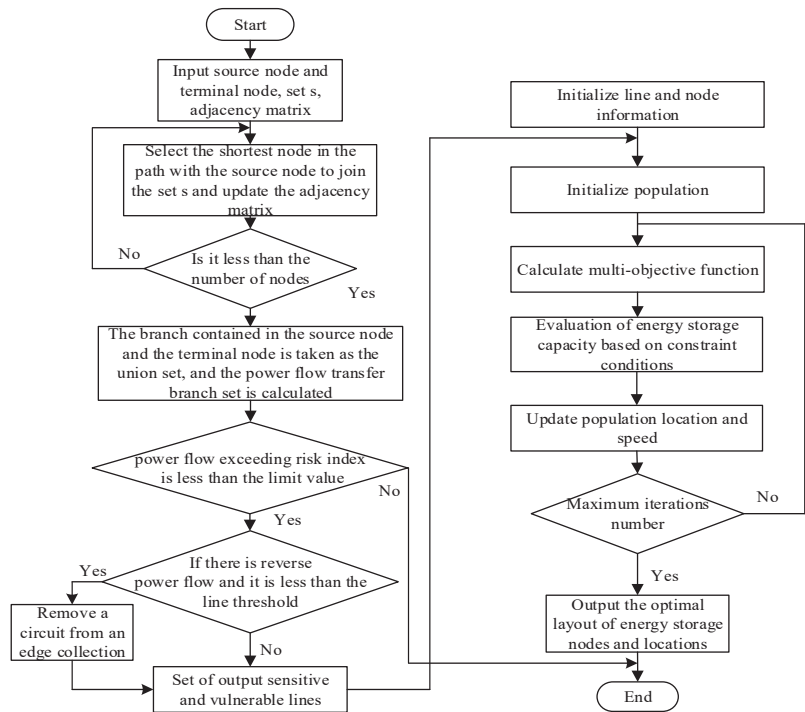 Start
Input source node and
terminal node, set s,
adjacency matrix
Select the shortest node in the
path with the source node to join
the set s and update the adjacency
matrix
No
Is it less than the
number of nodes
Yes
The branch contained in the source node
and the terminal node is taken as the
union set, and the power flow transfer
branch set is calculated
power flow exceeding risk index
is less than the limit value
No
Yes
If there is reverse
power flow and it is less than the
line threshold
Yes
Remove a
circuit from an
edge collection
No
Set of output sensitive
and vulnerable lines
Initialize line and node
information
Initialize population
Calculate multi-objective function
Evaluation of energy storage
capacity based on constraint
conditions
Update population location and
speed
Maximum iterations
number
No
Yes
Output the optimal
layout of energy storage
nodes and locations
End